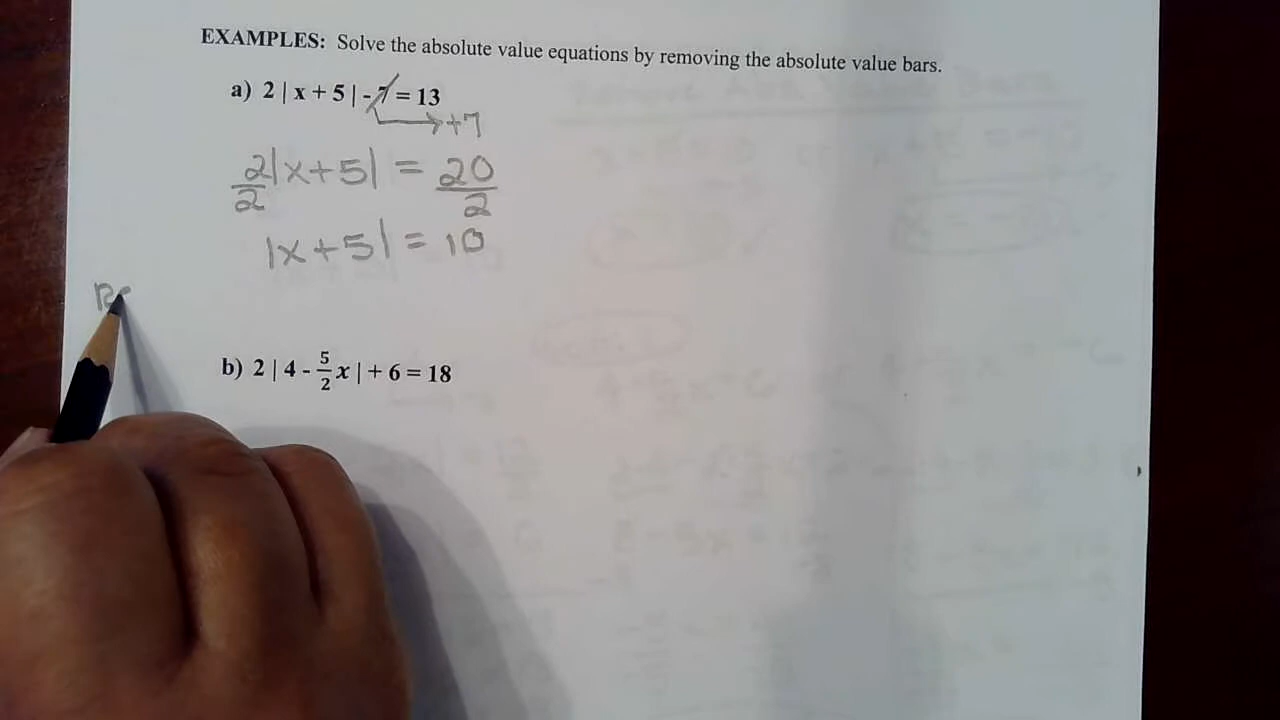 EXAMPLES: Solve the absolute value equations by removing the absolute value bars.
a) 2 | x + 5 | - 7 = 13
→ +7
2|x+5| = 20
2 2
|x+5| = 10
b) 2 | 4 - 5/2 x | + 6 = 18